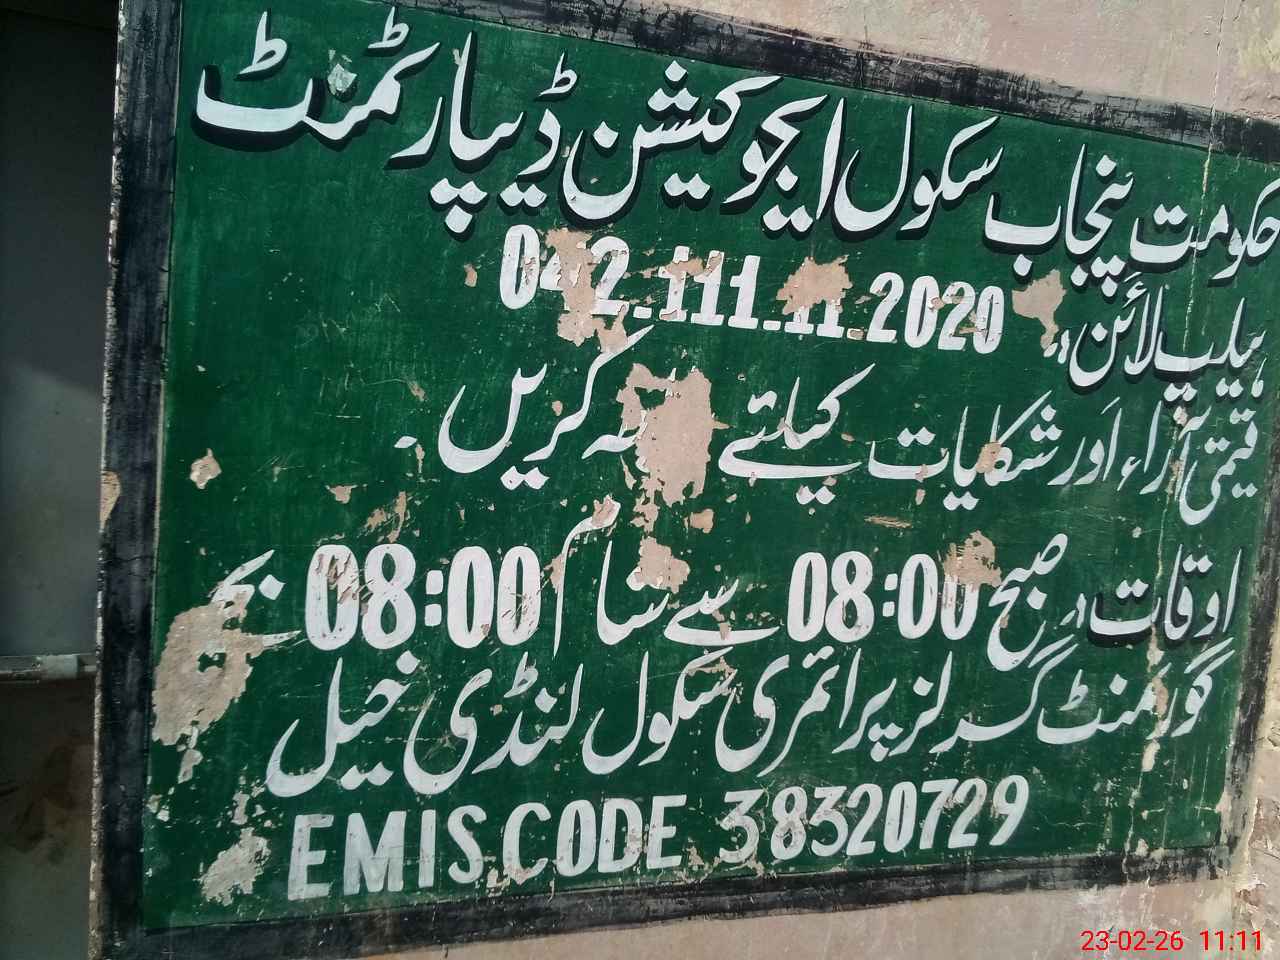 حکومت پنجاب سکول ایجوکیشن ڈیپارٹمنٹ
ہیلپ لائن: 042-111-11-2020
قیمتی آراء اور شکایات کیلئے کریں۔
اوقات: صبح 08:00 سے شام 08:00 بجے
گورنمنٹ گرلز پرائمری سکول لنڈی خیل
EMIS CODE 38320729
23-02-26 11:11